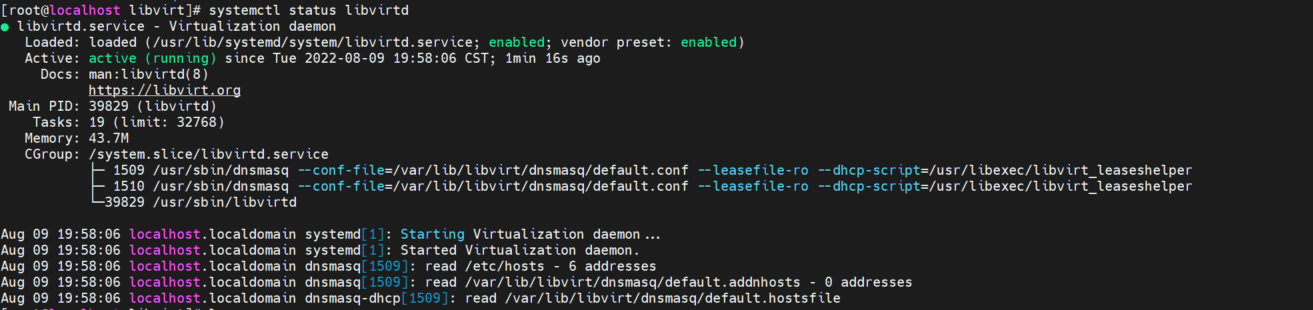 [root@localhost libvirt]# systemctl status libvirtd
● libvirtd.service - Virtualization daemon
   Loaded: loaded (/usr/lib/systemd/system/libvirtd.service; enabled; vendor preset: enabled)
   Active: active (running) since Tue 2022-08-09 19:58:06 CST; 1min 16s ago
     Docs: man:libvirtd(8)
           https://libvirt.org
 Main PID: 39829 (libvirtd)
    Tasks: 19 (limit: 32768)
   Memory: 43.7M
   CGroup: /system.slice/libvirtd.service
           ├─ 1509 /usr/sbin/dnsmasq --conf-file=/var/lib/libvirt/dnsmasq/default.conf --leasefile-ro --dhcp-script=/usr/libexec/libvirt_leaseshelper
           ├─ 1510 /usr/sbin/dnsmasq --conf-file=/var/lib/libvirt/dnsmasq/default.conf --leasefile-ro --dhcp-script=/usr/libexec/libvirt_leaseshelper
           └─39829 /usr/sbin/libvirtd
Aug 09 19:58:06 localhost.localdomain systemd[1]: Starting Virtualization daemon...
Aug 09 19:58:06 localhost.localdomain systemd[1]: Started Virtualization daemon.
Aug 09 19:58:06 localhost.localdomain dnsmasq[1509]: read /etc/hosts - 6 addresses
Aug 09 19:58:06 localhost.localdomain dnsmasq[1509]: read /var/lib/libvirt/dnsmasq/default.addnhosts - 0 addresses
Aug 09 19:58:06 localhost.localdomain dnsmasq-dhcp[1509]: read /var/lib/libvirt/dnsmasq/default.hostsfile